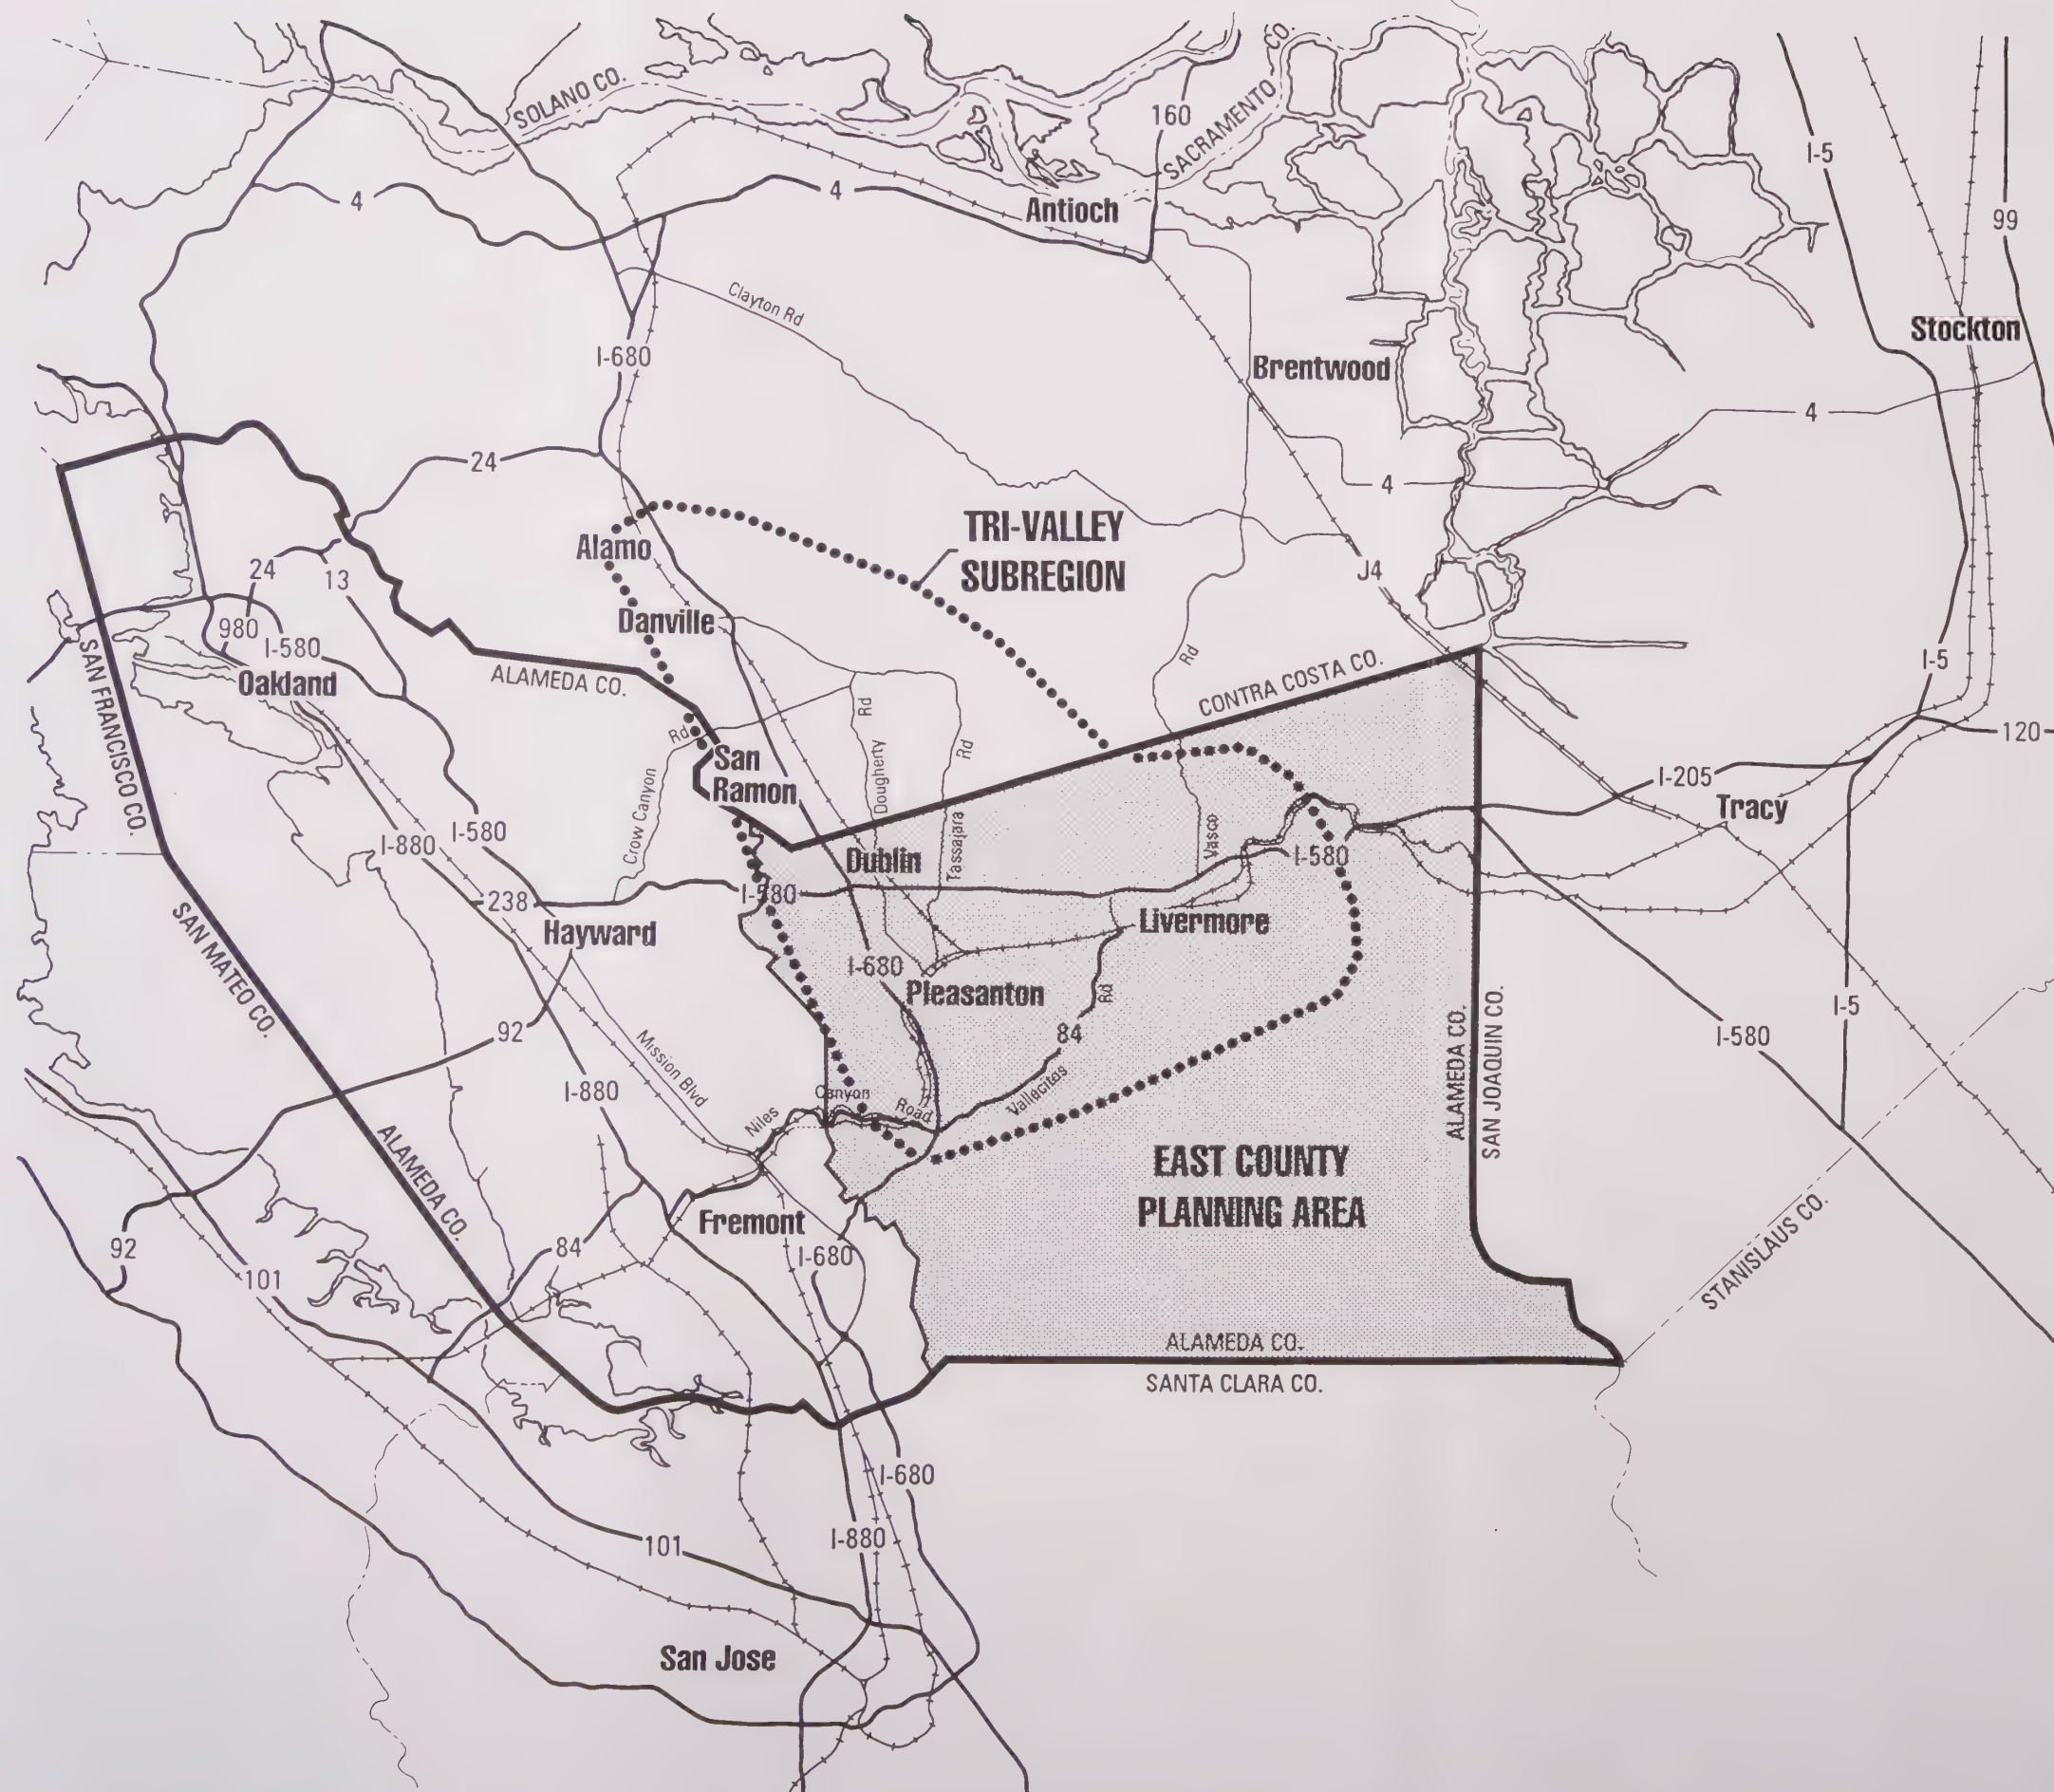 SOLANO CO.
SACRAMENTO CO.
160
I-5
99
4
4
Antioch
Clayton Rd
Stockton
I-680
Brentwood
4
24
4
TRI-VALLEY
SUBREGION
Alamo
24
13
J4
Danville
980
I-580
Oakland
SAN FRANCISCO CO.
ALAMEDA CO.
CONTRA COSTA CO.
Rd
I-5
Rd
Rd
Rd
120
San
Ramon
Crow Canyon
Dougherty
Tassajara
Vasco
I-205
Tracy
I-880
I-580
Dublin
I-580
238
I-580
Hayward
Livermore
SAN MATEO CO.
I-680
Pleasanton
Rd
I-5
92
Mission Blvd
84
ALAMEDA CO.
SAN JOAQUIN CO.
I-580
I-880
Niles
Canyon
Road
Vallecitos
ALAMEDA CO.
EAST COUNTY
PLANNING AREA
Fremont
92
84
I-680
STANISLAUS CO.
101
ALAMEDA CO.
SANTA CLARA CO.
I-680
101
I-880
San Jose